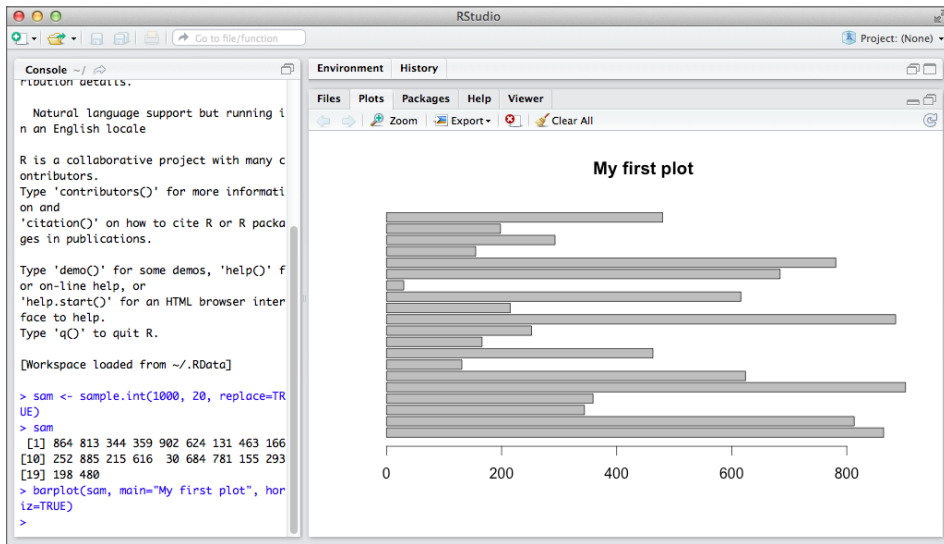 RStudio
Go to file/function
Project: (None)
Console ~/
ribution details.
Natural language support but running i
n an English locale
R is a collaborative project with many c
ontributors.
Type 'contributors()' for more informati
on and
'citation()' on how to cite R or R packa
ges in publications.
Type 'demo()' for some demos, 'help()' f
or on-line help, or
'help.start()' for an HTML browser inter
face to help.
Type 'q()' to quit R.
[Workspace loaded from ~/.RData]
> sam <- sample.int(1000, 20, replace=TR
UE)
> sam
[1] 864 813 344 359 902 624 131 463 166
[10] 252 885 215 616 30 684 781 155 293
[19] 198 480
> barplot(sam, main="My first plot", hor
iz=TRUE)
>
Environment History
Files Plots Packages Help Viewer
Zoom Export Clear All
My first plot
0 200 400 600 800